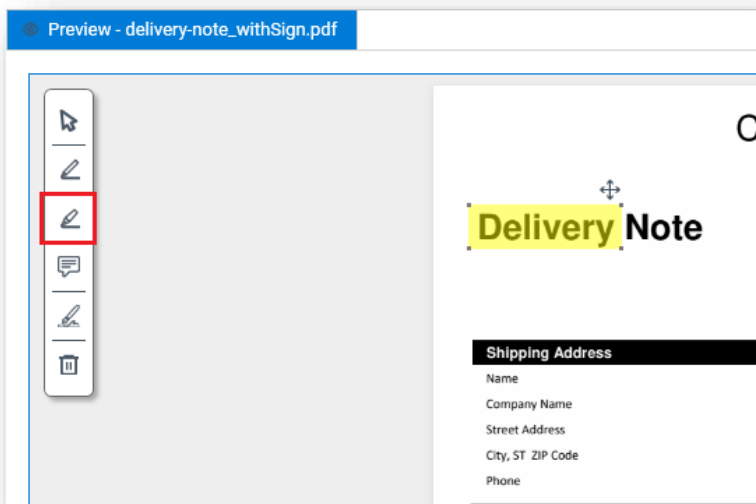 Preview - delivery-note_withSign.pdf
Delivery Note
Shipping Address
Name
Company Name
Street Address
City, ST ZIP Code
Phone